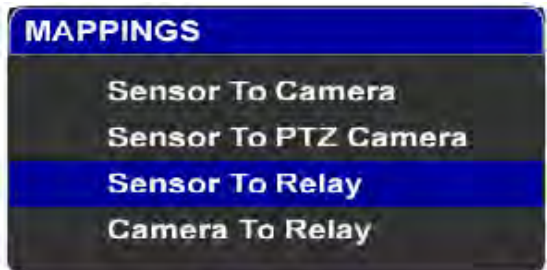 MAPPINGS
Sensor To Camera
Sensor To PTZ Camera
Sensor To Relay
Camera To Relay